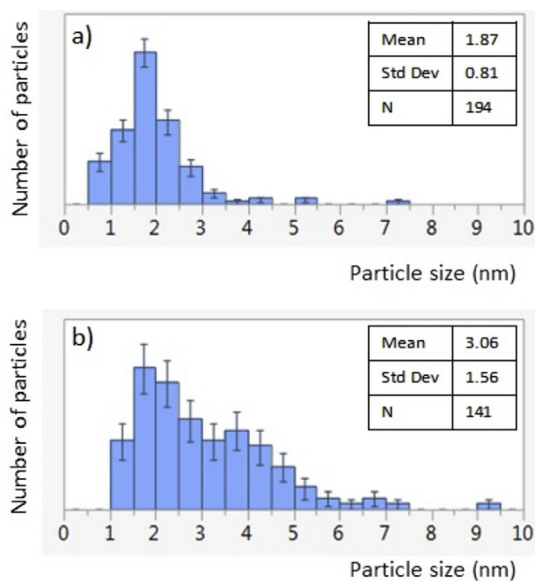 Number of particles
a)
Mean 1.87
Std Dev 0.81
N 194
0 1 2 3 4 5 6 7 8 9 10
Particle size (nm)
Number of particles
b)
Mean 3.06
Std Dev 1.56
N 141
0 1 2 3 4 5 6 7 8 9 10
Particle size (nm)